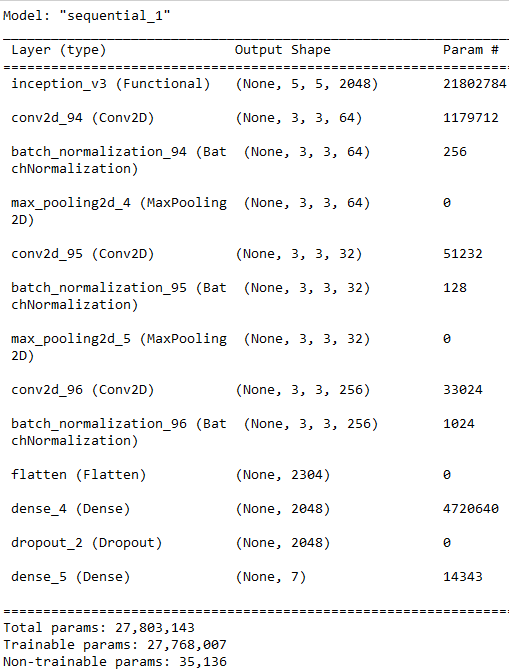 Model: "sequential_1"
Layer (type) Output Shape Param #
inception_v3 (Functional) (None, 5, 5, 2048) 21802784
conv2d_94 (Conv2D) (None, 3, 3, 64) 1179712
batch_normalization_94 (Bat (None, 3, 3, 64) 256
chNormalization)
max_pooling2d_4 (MaxPooling (None, 3, 3, 64) 0
2D)
conv2d_95 (Conv2D) (None, 3, 3, 32) 51232
batch_normalization_95 (Bat (None, 3, 3, 32) 128
chNormalization)
max_pooling2d_5 (MaxPooling (None, 3, 3, 32) 0
2D)
conv2d_96 (Conv2D) (None, 3, 3, 256) 33024
batch_normalization_96 (Bat (None, 3, 3, 256) 1024
chNormalization)
flatten (Flatten) (None, 2304) 0
dense_4 (Dense) (None, 2048) 4720640
dropout_2 (Dropout) (None, 2048) 0
dense_5 (Dense) (None, 7) 14343
Total params: 27,803,143
Trainable params: 27,768,007
Non-trainable params: 35,136